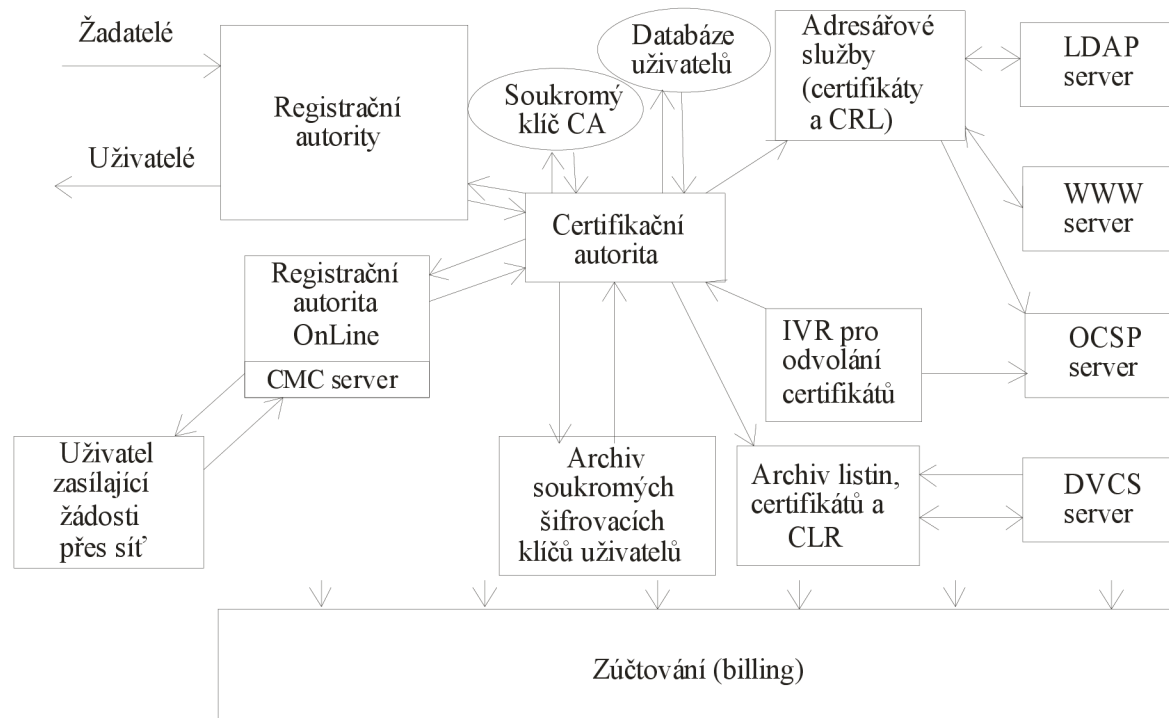 Žadatelé
Uživatelé
Registrační
autority
Soukromý
klíč CA
Databáze
uživatelů
Adresářové
služby
(certifikáty
a CRL)
LDAP
server
WWW
server
Certifikační
autorita
Registrační
autorita
OnLine
CMC server
IVR pro
odvolání
certifikátů
OCSP
server
Uživatel
zasílající
žádosti
přes síť
Archiv
soukromých
šifrovacích
klíčů uživatelů
Archiv listin,
certifikátů a
CLR
DVCS
server
Zúčtování (billing)